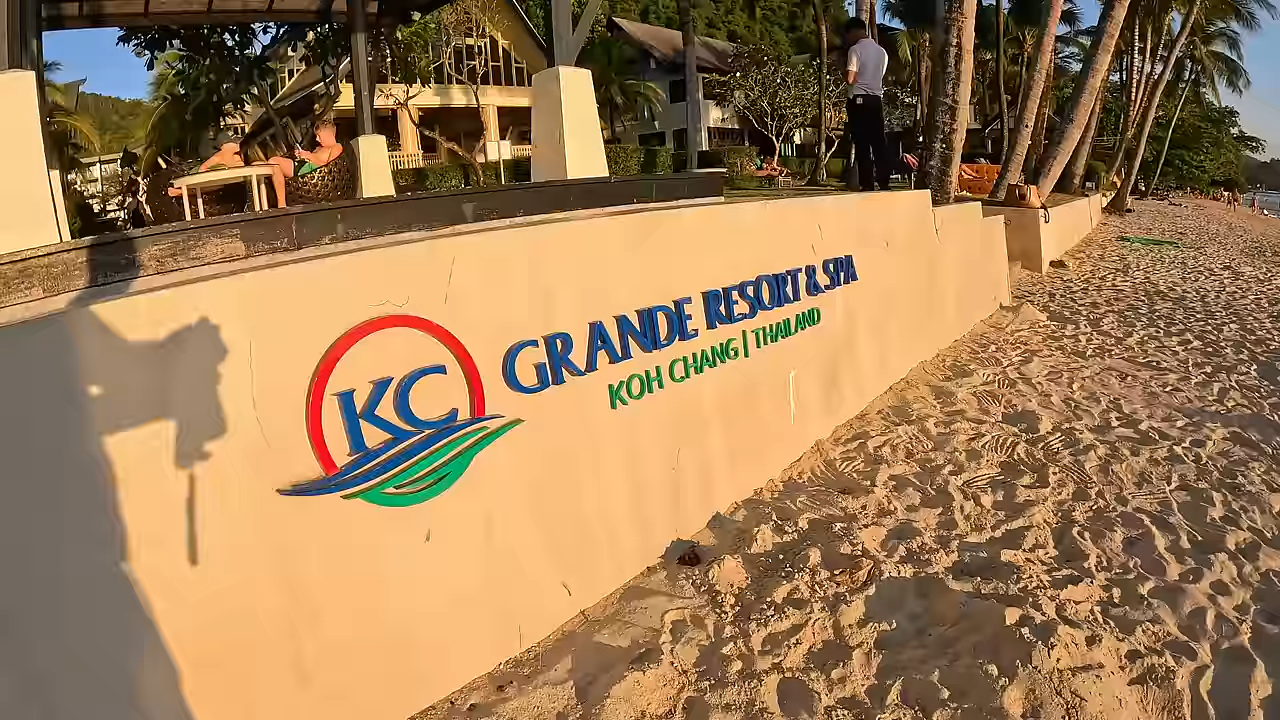 KC
GRANDE RESORT & SPA
KOH CHANG | THAILAND